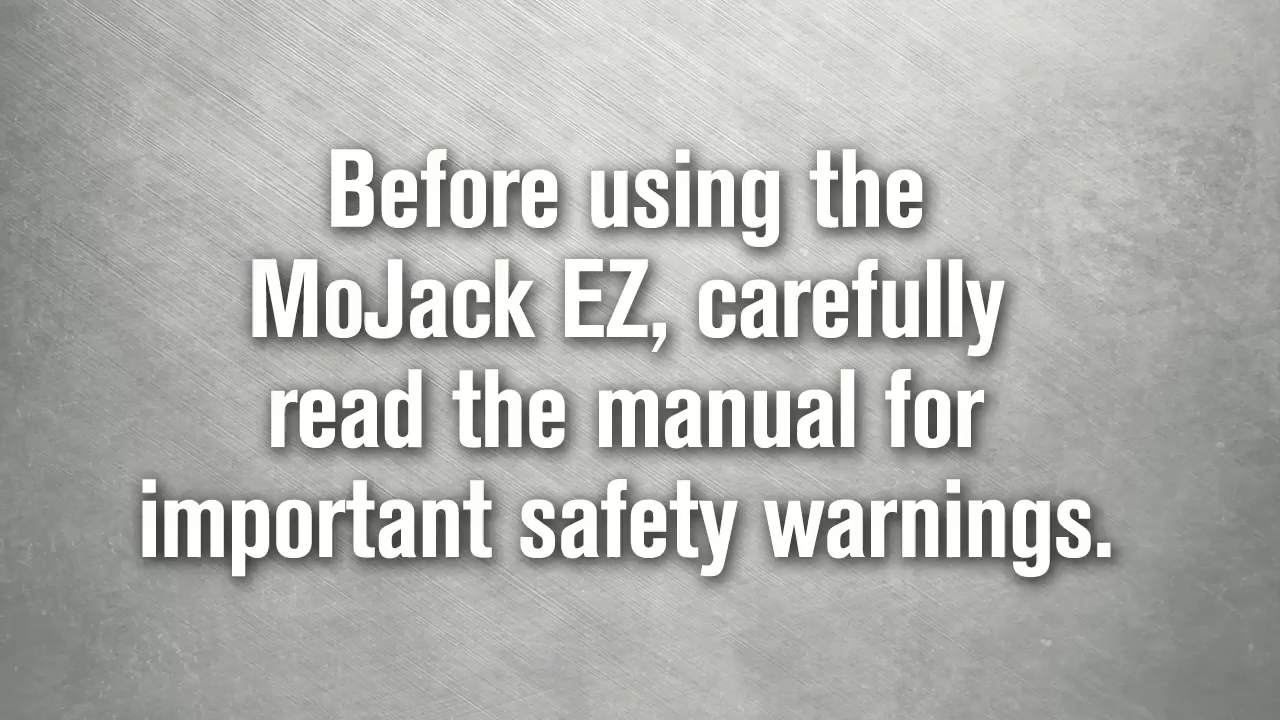 Before using the
MoJack EZ, carefully
read the manual for
important safety warnings.